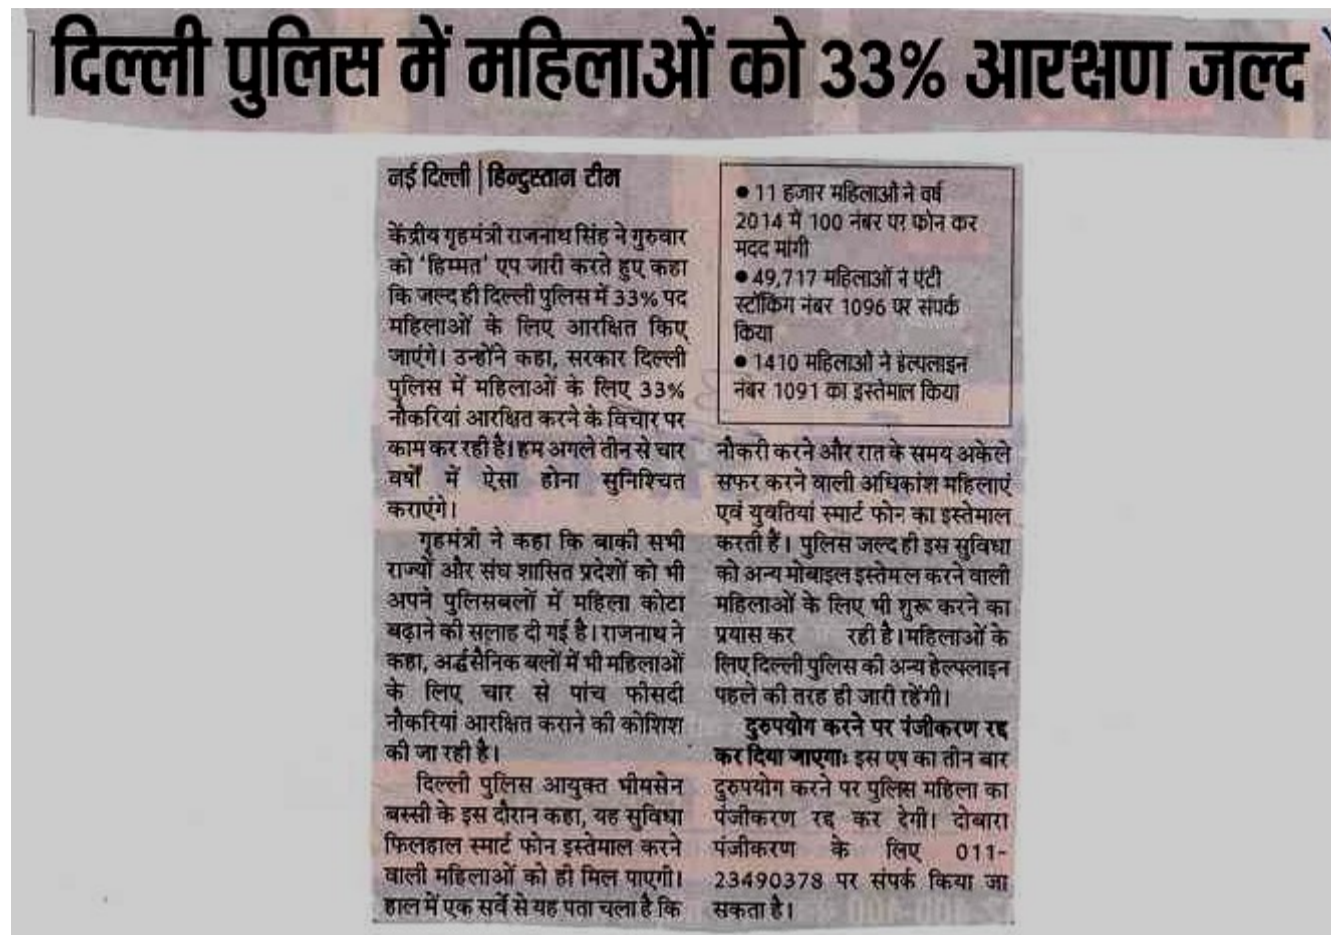 दिल्ली पुलिस में महिलाओं को 33% आरक्षण जल्द
नई दिल्ली | हिन्दुस्तान टीम
केंद्रीय गृहमंत्री राजनाथ सिंह ने गुरुवार
को 'हिम्मत' एप जारी करते हुए कहा
कि जल्द ही दिल्ली पुलिस में 33% पद
महिलाओं के लिए आरक्षित किए
जाएंगे। उन्होंने कहा, सरकार दिल्ली
पुलिस में महिलाओं के लिए 33%
नौकरियां आरक्षित करने के विचार पर
काम कर रही है। हम अगले तीन से चार
वर्षों में ऐसा होना सुनिश्चित
कराएंगे।
गृहमंत्री ने कहा कि बाकी सभी
राज्यों और संघ शासित प्रदेशों को भी
अपने पुलिसबलों में महिला कोटा
बढ़ाने की सलाह दी गई है। राजनाथ ने
कहा, अर्द्धसैनिक बलों में भी महिलाओं
के लिए चार से पांच फीसदी
नौकरियां आरक्षित कराने की कोशिश
की जा रही है।
दिल्ली पुलिस आयुक्त भीमसेन
बस्सी के इस दौरान कहा, यह सुविधा
फिलहाल स्मार्ट फोन इस्तेमाल करने
वाली महिलाओं को ही मिल पाएगी।
हाल में एक सर्वे से यह पता चला है कि
● 11 हजार महिलाओं ने वर्ष
2014 में 100 नंबर पर फोन कर
मदद मांगी
● 49,717 महिलाओं ने एंटी
स्टॉकिंग नंबर 1096 पर संपर्क
किया
● 1410 महिलाओं ने हेल्पलाइन
नंबर 1091 का इस्तेमाल किया
नौकरी करने और रात के समय अकेले
सफर करने वाली अधिकांश महिलाएं
एवं युवतियां स्मार्ट फोन का इस्तेमाल
करती हैं। पुलिस जल्द ही इस सुविधा
को अन्य मोबाइल इस्तेमल करने वाली
महिलाओं के लिए भी शुरू करने का
प्रयास कर रही है। महिलाओं के
लिए दिल्ली पुलिस की अन्य हेल्पलाइन
पहले की तरह ही जारी रहेंगी।
दुरुपयोग करने पर पंजीकरण रद्द
कर दिया जाएगाः इस एप का तीन बार
दुरुपयोग करने पर पुलिस महिला का
पंजीकरण रद्द कर देगी। दोबारा
पंजीकरण के लिए 011-
23490378 पर संपर्क किया जा
सकता है।